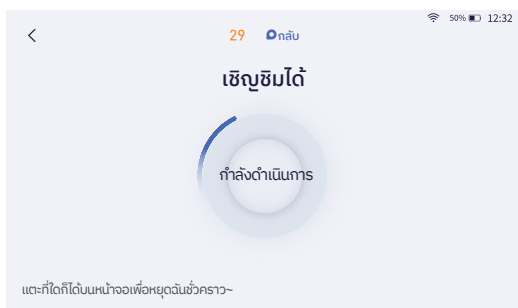 50% 12:32
29 กลับ
เชิญชิมได้
กำลังดำเนินการ
แตะที่ใดก็ได้บนหน้าจอเพื่อหยุดฉันชั่วคราว~